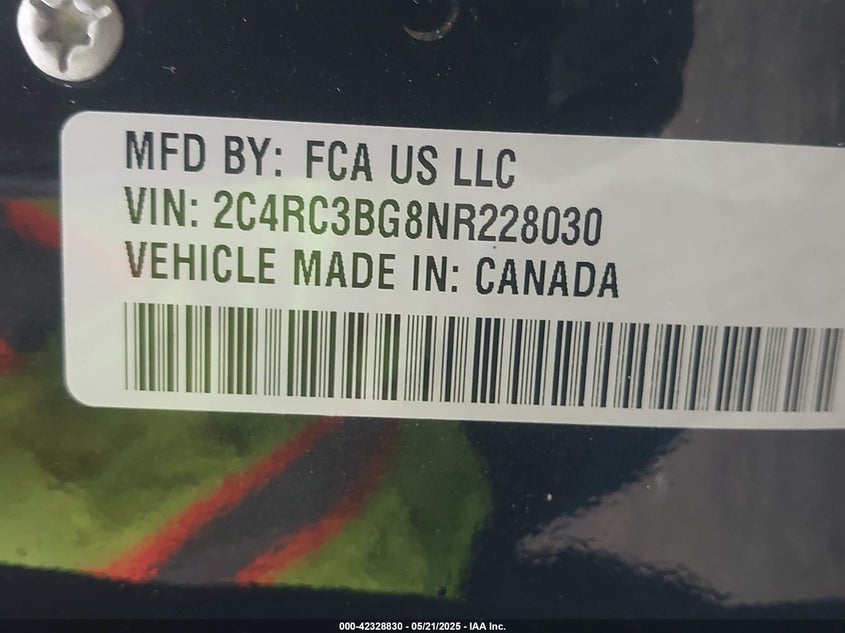 MFD BY: FCA US LLC
VIN: 2C4RC3BG8NR228030
VEHICLE MADE IN: CANADA
000-42328830 - 05/21/2025 - IAA Inc.